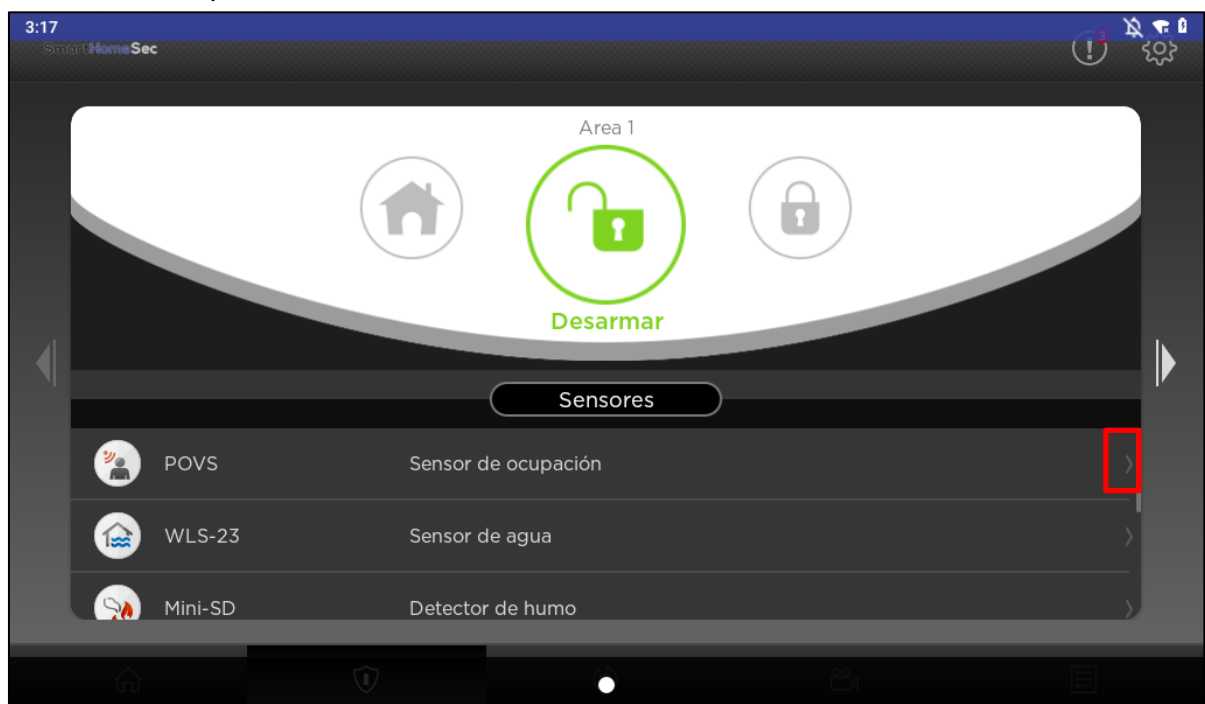 3:17
SmartHomeSec
3
Area 1
Desarmar
Sensores
POVS Sensor de ocupación
WLS-23 Sensor de agua
Mini-SD Detector de humo